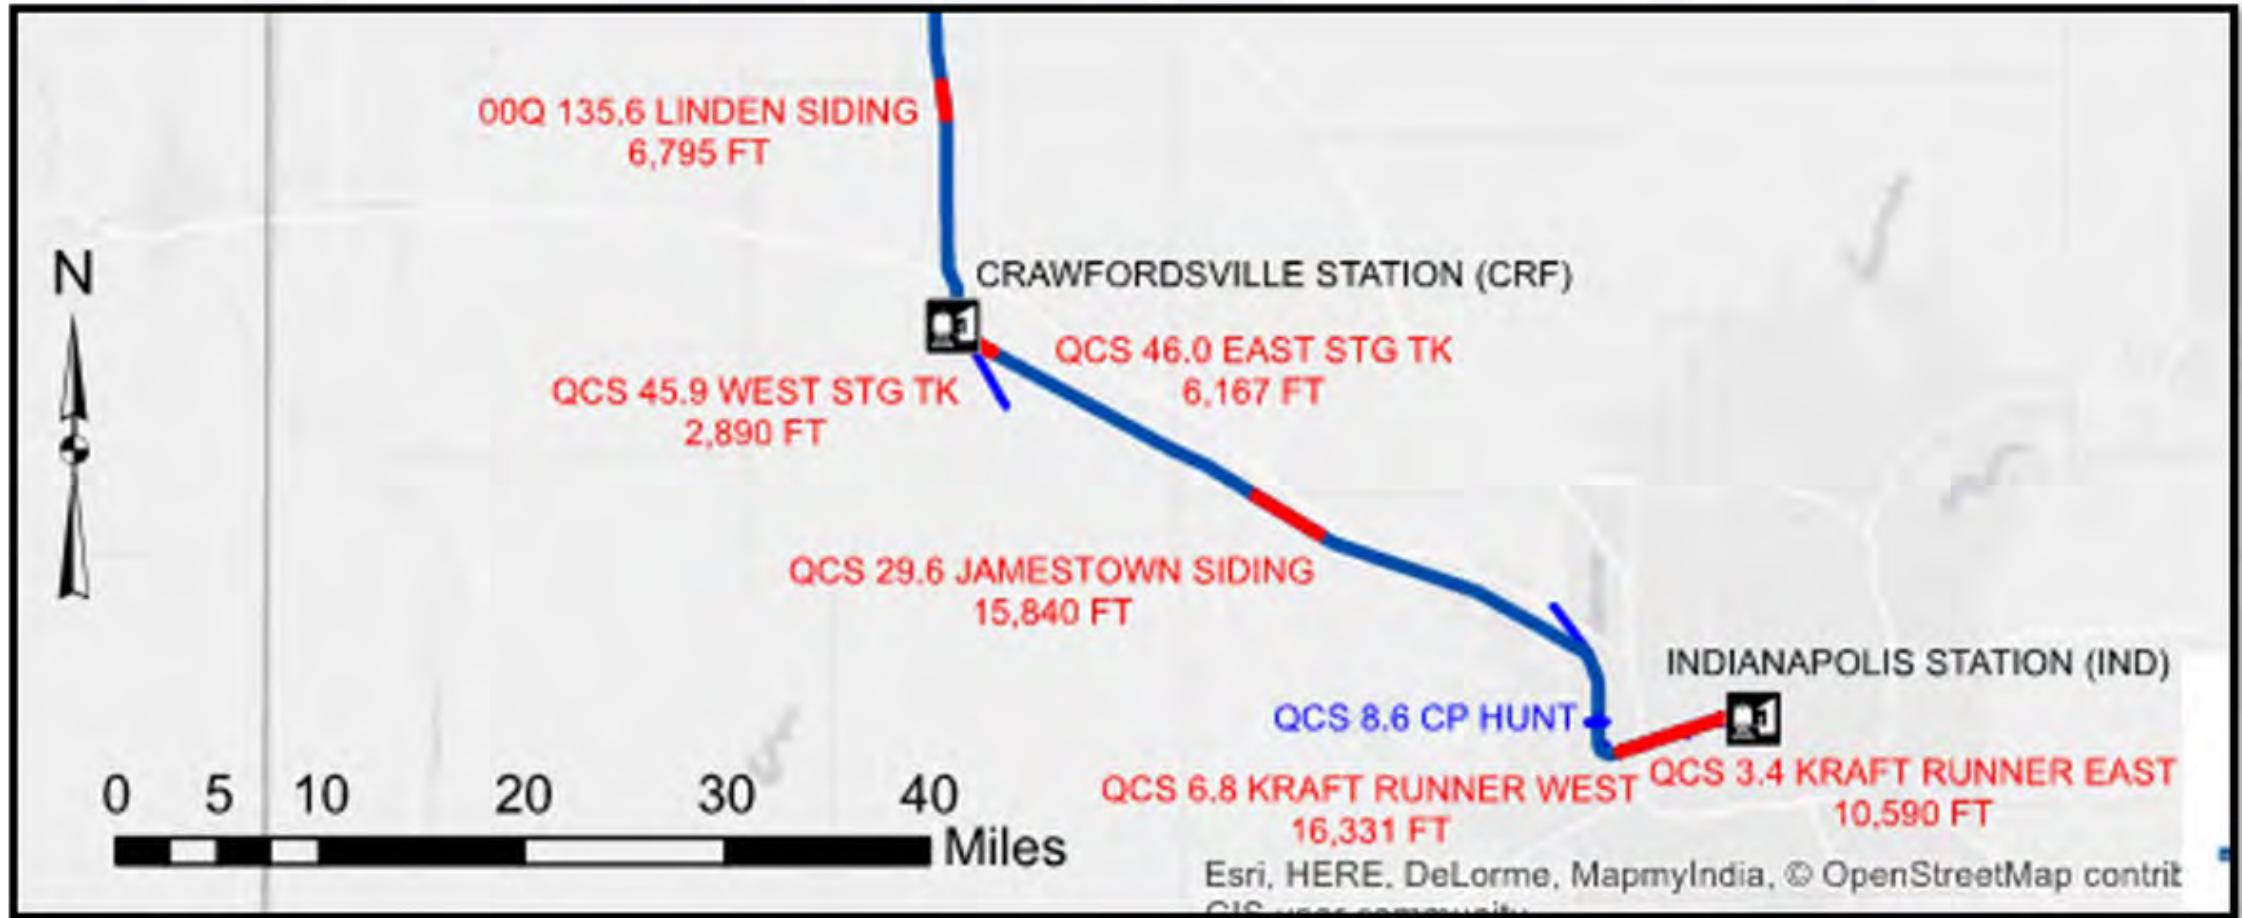 00Q 135.6 LINDEN SIDING
6,795 FT
N
CRAWFORDSVILLE STATION (CRF)
QCS 46.0 EAST STG TK
6,167 FT
QCS 45.9 WEST STG TK
2,890 FT
QCS 29.6 JAMESTOWN SIDING
15,840 FT
INDIANAPOLIS STATION (IND)
QCS 8.6 CP HUNT
QCS 6.8 KRAFT RUNNER WEST
16,331 FT
QCS 3.4 KRAFT RUNNER EAST
10,590 FT
0 5 10 20 30 40
Miles
Esri, HERE, DeLorme, MapmyIndia, © OpenStreetMap contrib
GIS user community